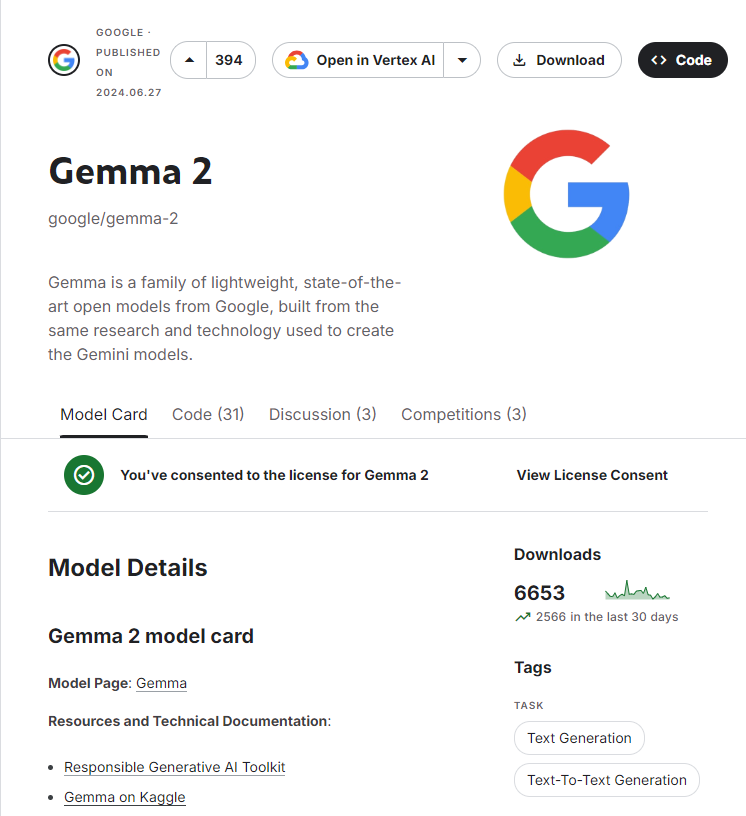 GOOGLE ·
PUBLISHED
ON
2024.06.27
394
Open in Vertex AI
Download
<> Code
Gemma 2
google/gemma-2
Gemma is a family of lightweight, state-of-the-
art open models from Google, built from the
same research and technology used to create
the Gemini models.
Model Card
Code (31)
Discussion (3)
Competitions (3)
You've consented to the license for Gemma 2
View License Consent
Model Details
Gemma 2 model card
Model Page: Gemma
Resources and Technical Documentation:
• Responsible Generative AI Toolkit
• Gemma on Kaggle
Downloads
6653
2566 in the last 30 days
Tags
TASK
Text Generation
Text-To-Text Generation